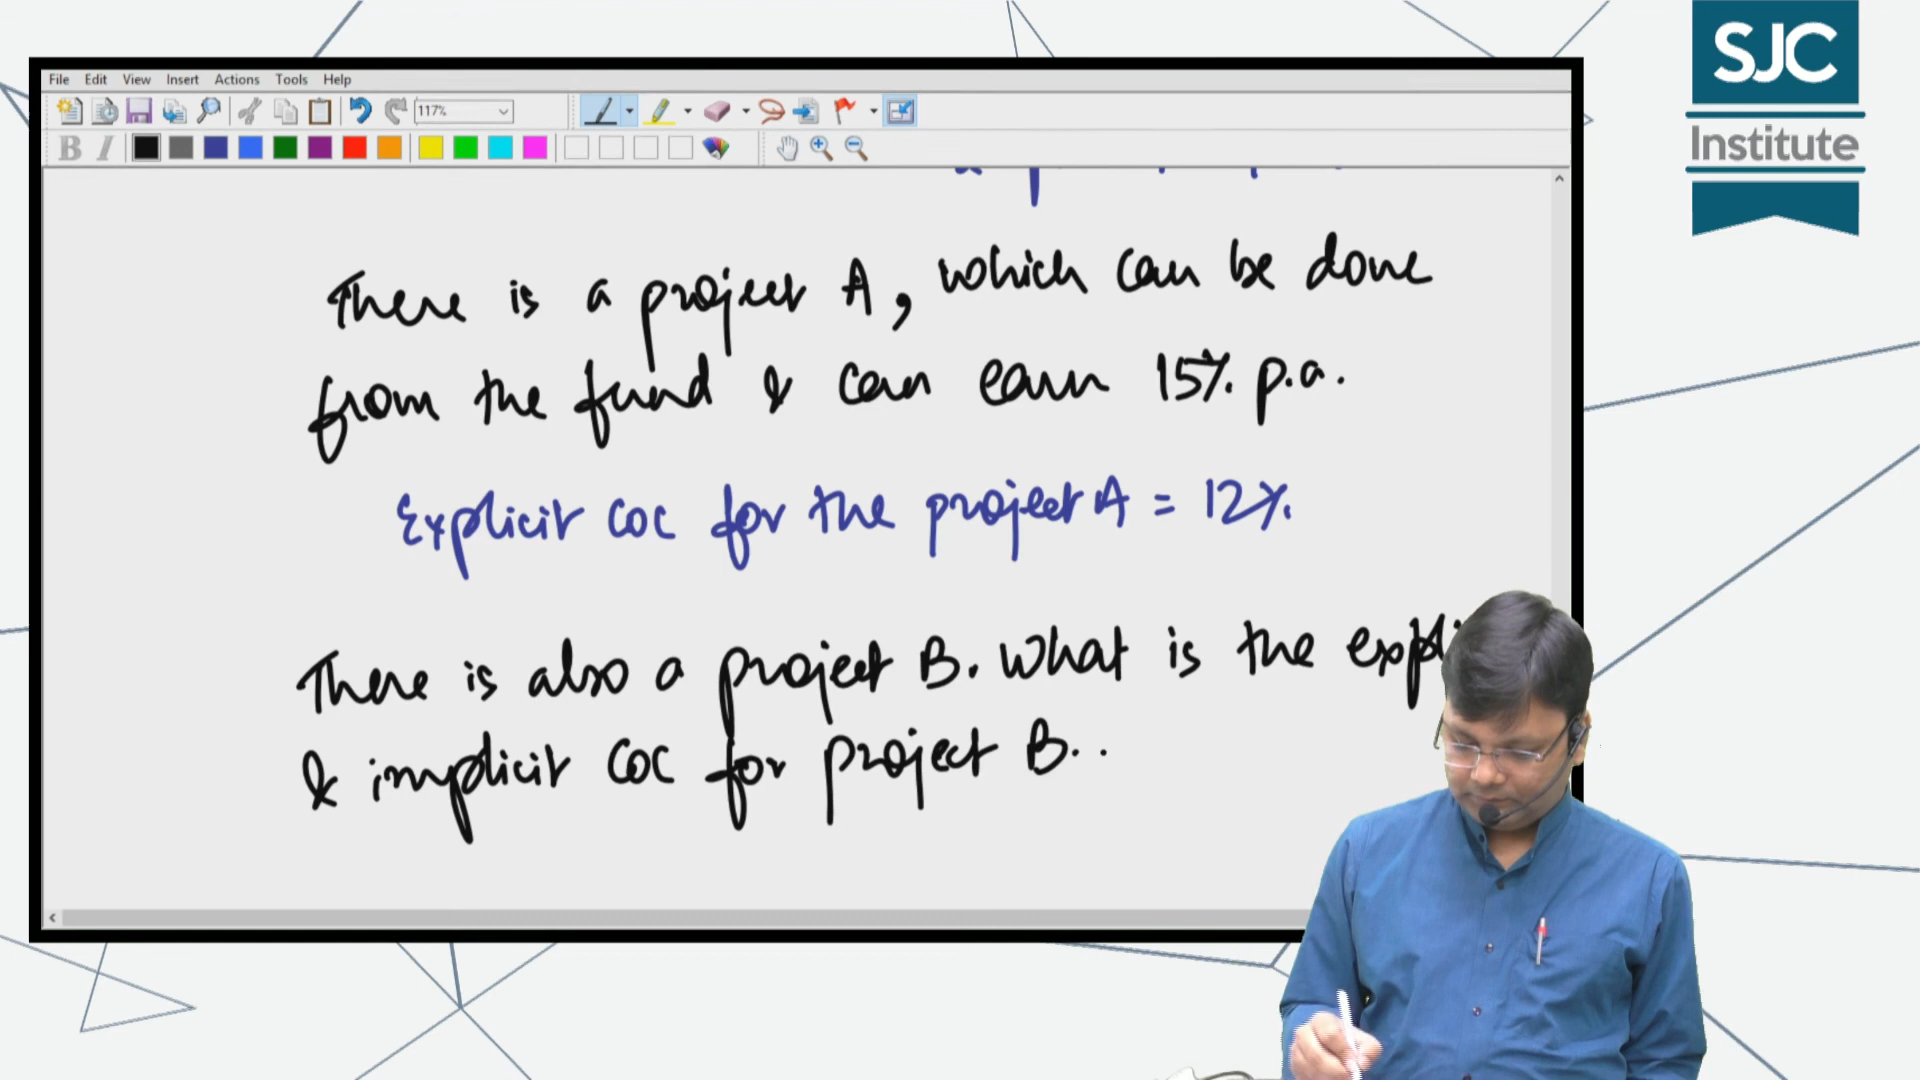 SJC
Institute
File Edit View Insert Actions Tools Help
117%
B I
There is a project A, which can be done
from the fund & can earn 15% p.a.
Explicit COC for the project A = 12%
There is also a project B. What is the
& implicit COC for project B..